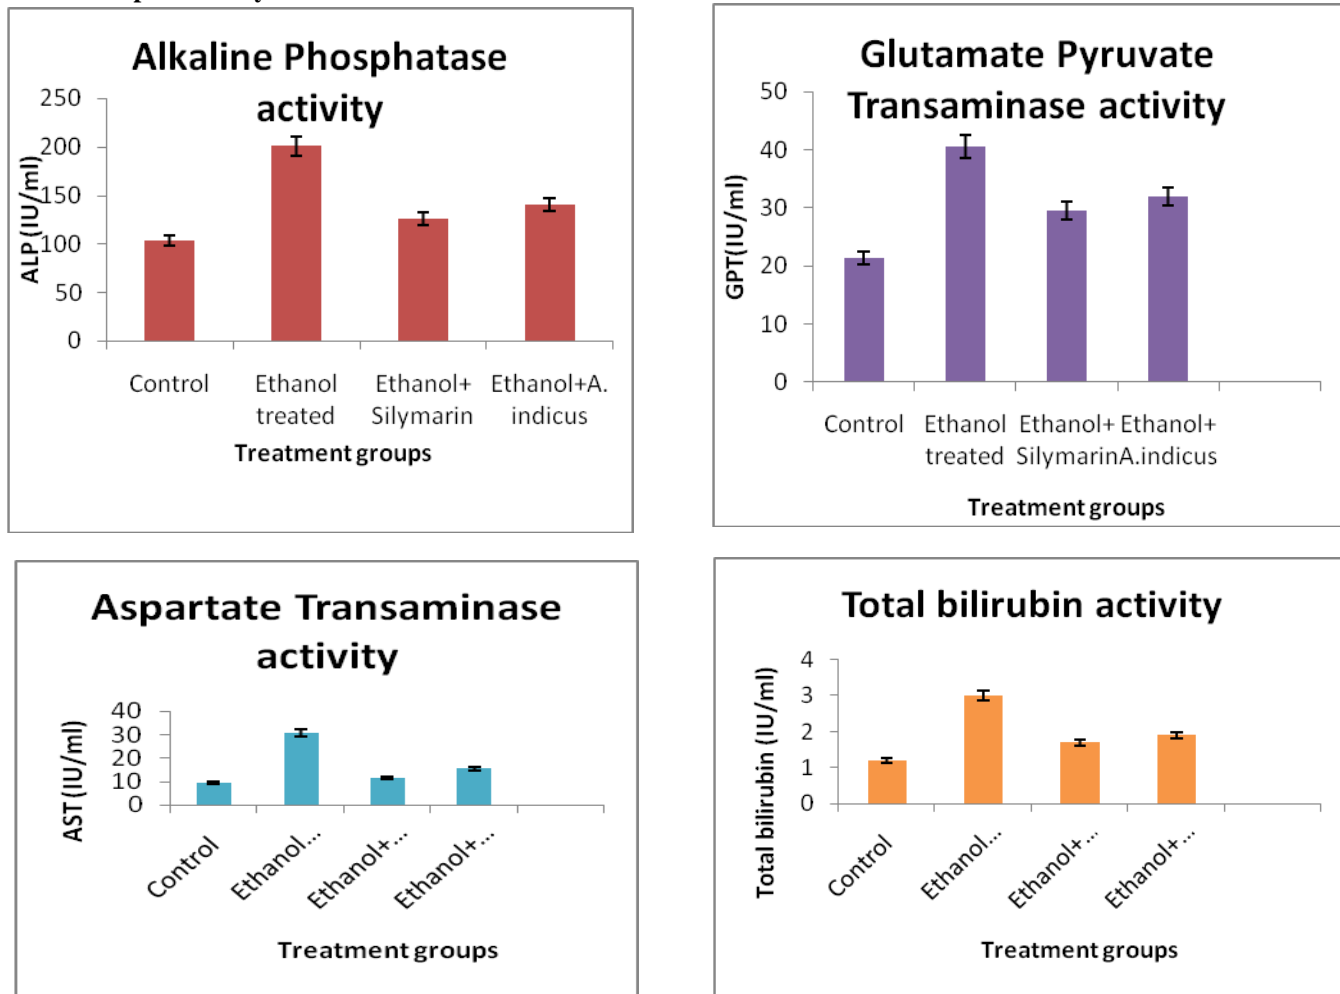 Alkaline Phosphatase
activity
250
200
150
100
50
0
ALP (IU/ml)
Control
Ethanol
treated
Ethanol+
Silymarin
Ethanol+A.
indicus
Treatment groups
Glutamate Pyruvate
Transaminase activity
50
40
30
20
10
0
GPT(IU/ml)
Control
Ethanol
treated
Ethanol+
Silymarin
Ethanol+
A.indicus
Treatment groups
Aspartate Transaminase
activity
40
30
20
10
0
AST (IU/ml)
Control
Ethanol...
Ethanol+...
Ethanol+...
Treatment groups
Total bilirubin activity
4
3
2
1
0
Total bilirubin (IU/ml)
Control
Ethanol...
Ethanol+...
Ethanol+...
Treatment groups